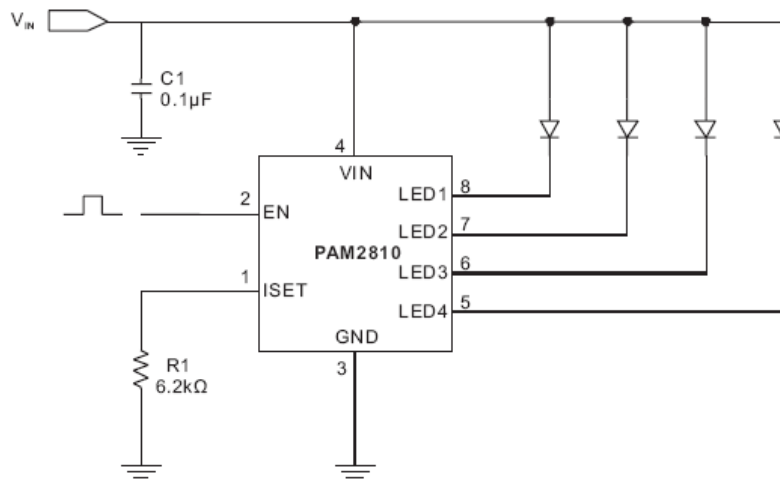 VIN
C1
0.1µF
4
VIN
8
LED1
2
EN
7
LED2
PAM2810
6
LED3
1
ISET
5
LED4
GND
3
R1
6.2kΩ